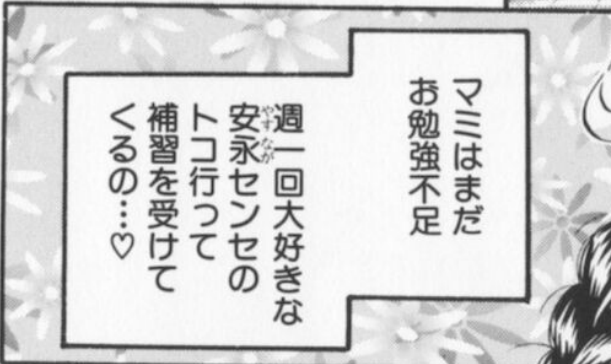 マミはまだ
お勉強不足
週一回大好きな
安永センセの
トコ行って
補習を受けて
くるの…♡